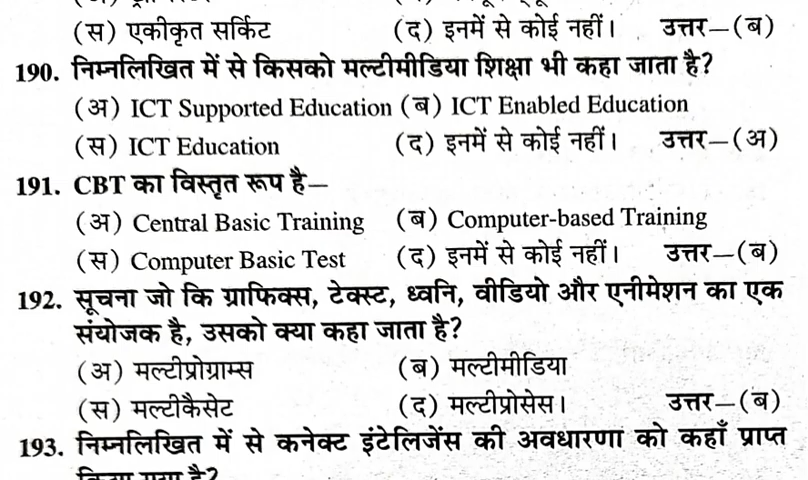 (स) एकीकृत सर्किट (द) इनमें से कोई नहीं। उत्तर–(ब)
190. निम्नलिखित में से किसको मल्टीमीडिया शिक्षा भी कहा जाता है?
(अ) ICT Supported Education (ब) ICT Enabled Education
(स) ICT Education (द) इनमें से कोई नहीं। उत्तर–(अ)
191. CBT का विस्तृत रूप है–
(अ) Central Basic Training (ब) Computer-based Training
(स) Computer Basic Test (द) इनमें से कोई नहीं। उत्तर–(ब)
192. सूचना जो कि ग्राफिक्स, टेक्स्ट, ध्वनि, वीडियो और एनीमेशन का एक
संयोजक है, उसको क्या कहा जाता है?
(अ) मल्टीप्रोग्राम्स (ब) मल्टीमीडिया
(स) मल्टीकैसेट (द) मल्टीप्रोसेस। उत्तर–(ब)
193. निम्नलिखित में से कनेक्ट इंटेलिजेंस की अवधारणा को कहाँ प्राप्त